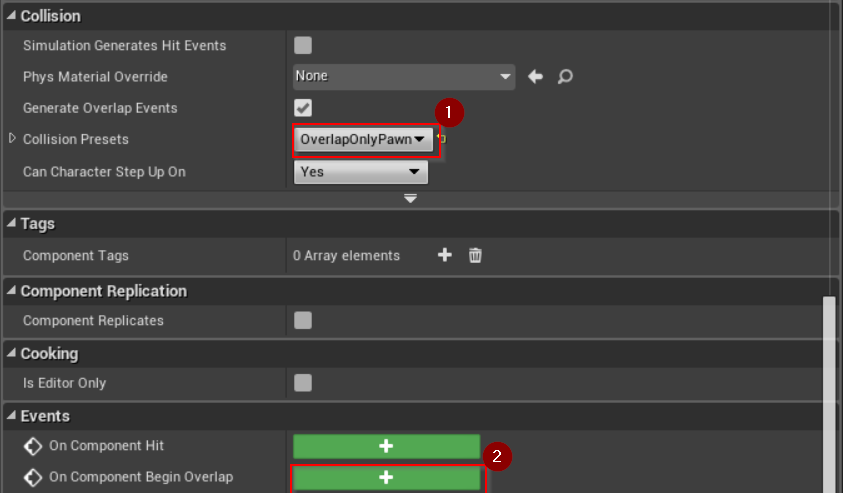 Collision
Simulation Generates Hit Events
Phys Material Override None
Generate Overlap Events
1
Collision Presets OverlapOnlyPawn
Can Character Step Up On Yes
Tags
Component Tags 0 Array elements
Component Replication
Component Replicates
Cooking
Is Editor Only
Events
On Component Hit
2
On Component Begin Overlap